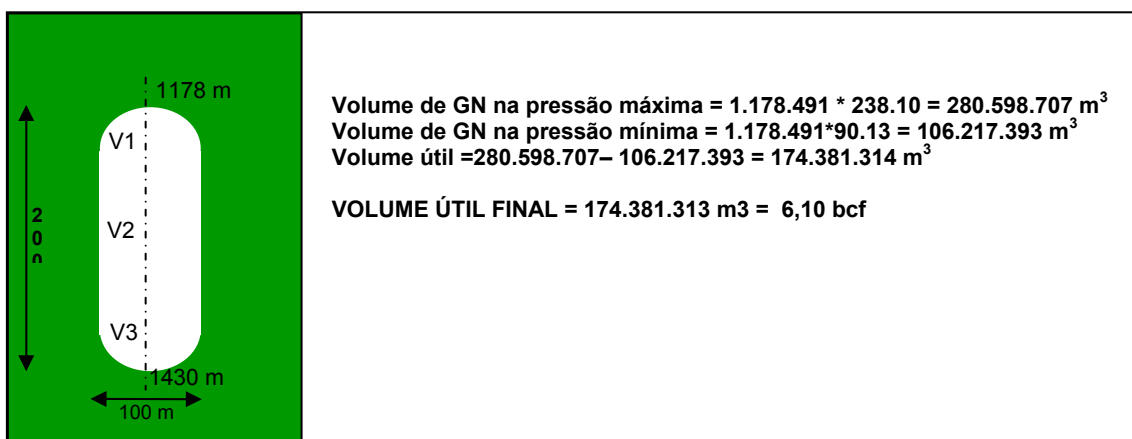 1178 m
V1
V2
V3
1430 m
100 m
200
Volume de GN na pressão máxima = 1.178.491 * 238.10 = 280.598.707 m³
Volume de GN na pressão mínima = 1.178.491*90.13 = 106.217.393 m³
Volume útil =280.598.707– 106.217.393 = 174.381.314 m³
VOLUME ÚTIL FINAL = 174.381.313 m3 = 6,10 bcf